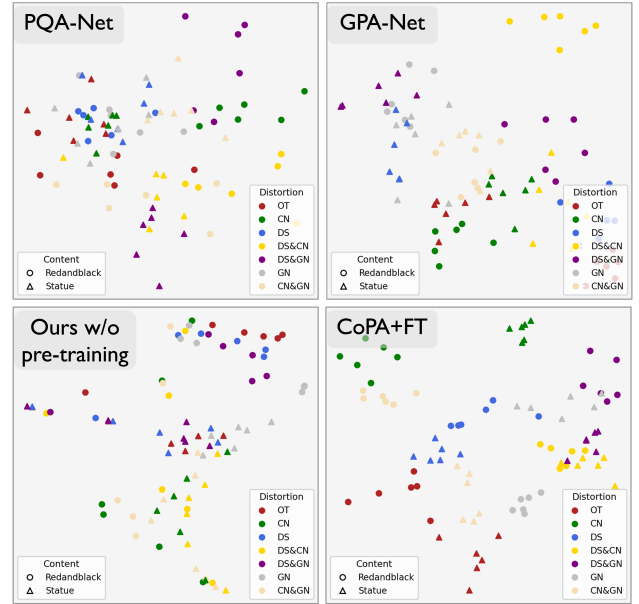 PQA-Net
Distortion
OT
CN
DS
DS&CN
DS&GN
GN
CN&GN
Content
Redandblack
Statue
GPA-Net
Distortion
OT
CN
DS
DS&CN
DS&GN
GN
CN&GN
Content
Redandblack
Statue
Ours w/o
pre-training
Distortion
OT
CN
DS
DS&CN
DS&GN
GN
CN&GN
Content
Redandblack
Statue
CoPA+FT
Distortion
OT
CN
DS
DS&CN
DS&GN
GN
CN&GN
Content
Redandblack
Statue